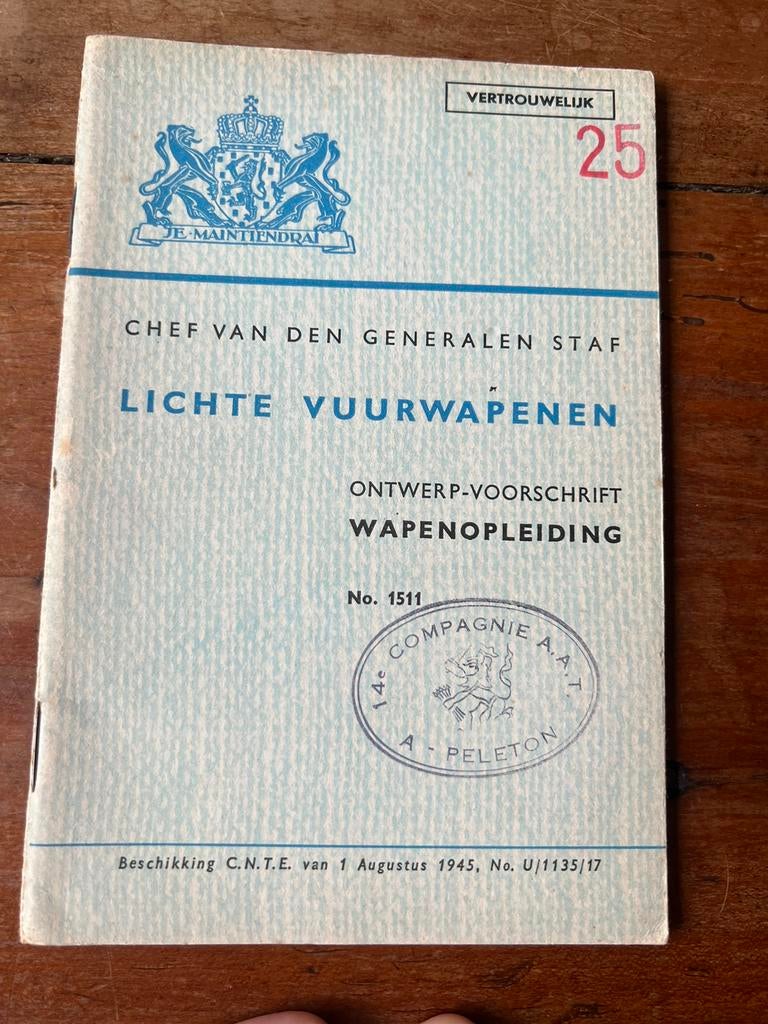 VERTROUWELIJK
25
JE·MAINTIENDRAI
CHEF VAN DEN GENERALEN STAF
LICHTE VUURWAPENEN
ONTWERP-VOORSCHRIFT
WAPENOPLEIDING
No. 1511
14e COMPAGNIE A.A.T.
A - PELETON
Beschikking C.N.T.E. van 1 Augustus 1945, No. U/1135/17